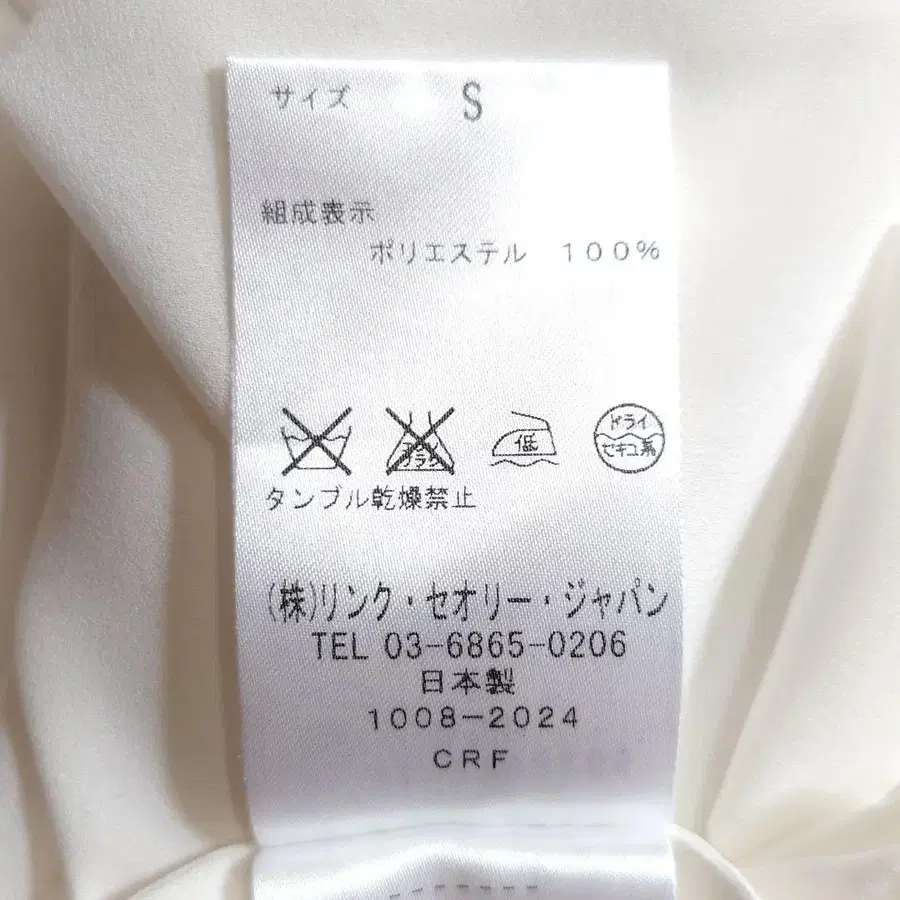 サイズ S
組成表示
ポリエステル 100%
低
ドライ
セキユ系
タンブル乾燥禁止
(株)リンク・セオリー・ジャパン
TEL 03-6865-0206
日本製
1008-2024
CRF